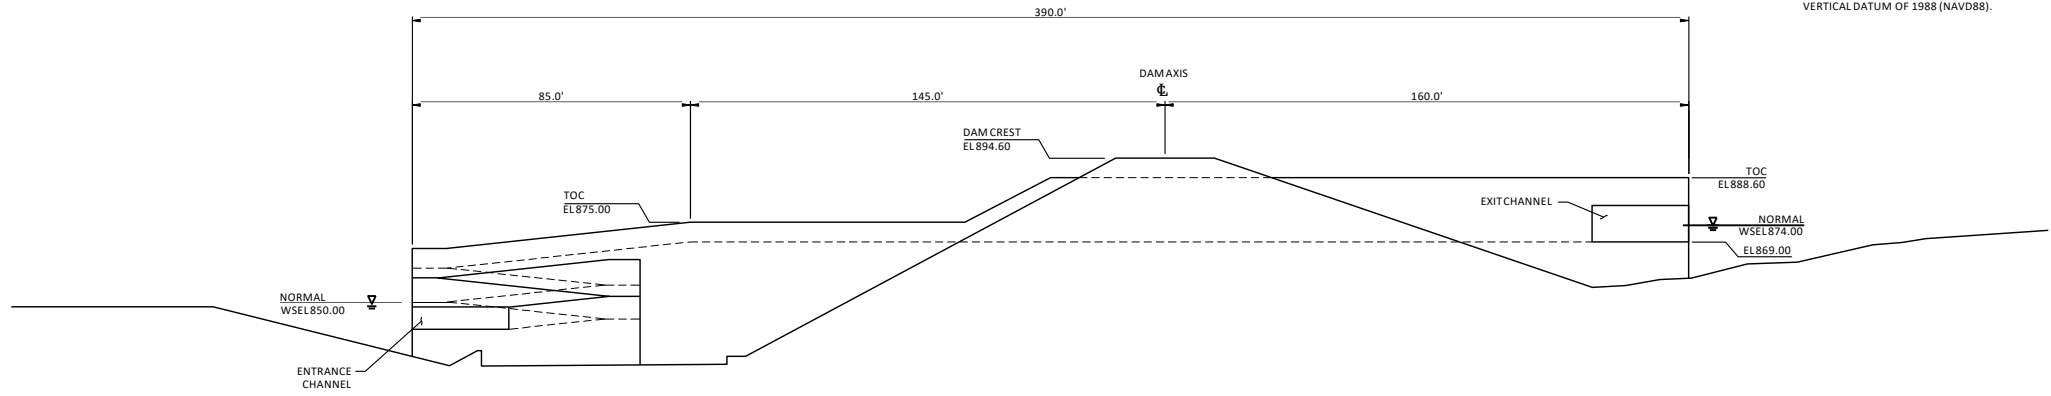 VERTICAL DATUM OF 1988 (NAVD88).
390.0'
DAM AXIS
℄
85.0'
145.0'
160.0'
DAM CREST
EL 894.60
TOC
EL 888.60
TOC
EL 875.00
EXIT CHANNEL
NORMAL
WSEL 874.00
EL 869.00
NORMAL
WSEL 850.00
ENTRANCE
CHANNEL